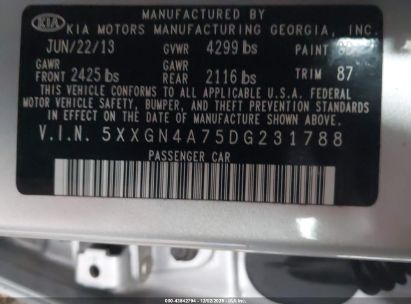 KIA KIA MOTORS MANUFACTURING GEORGIA, INC.
JUN/22/13 GVWR 4299 lbs PAINT
GAWR GAWR
FRONT 2425 lbs REAR 2116 lbs TRIM 87
THIS VEHICLE CONFORMS TO ALL APPLICABLE U.S.A. FEDERAL
MOTOR VEHICLE SAFETY, BUMPER, AND THEFT PREVENTION STANDARDS
IN EFFECT ON THE DATE OF MANUFACTURE SHOWN ABOVE.
V.I.N. 5XXGN4A75DG231788
PASSENGER CAR